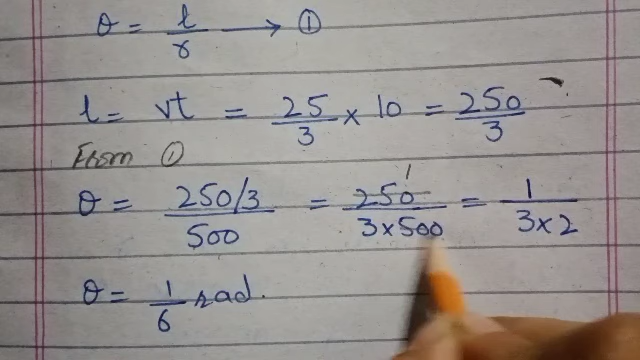 θ = l/r → ①
l = vt = 25/3 × 10 = 250/3
From ①
θ = 250/3 / 500 = 250 1 / 3×500 = 1 / 3×2
θ = 1/6 rad.